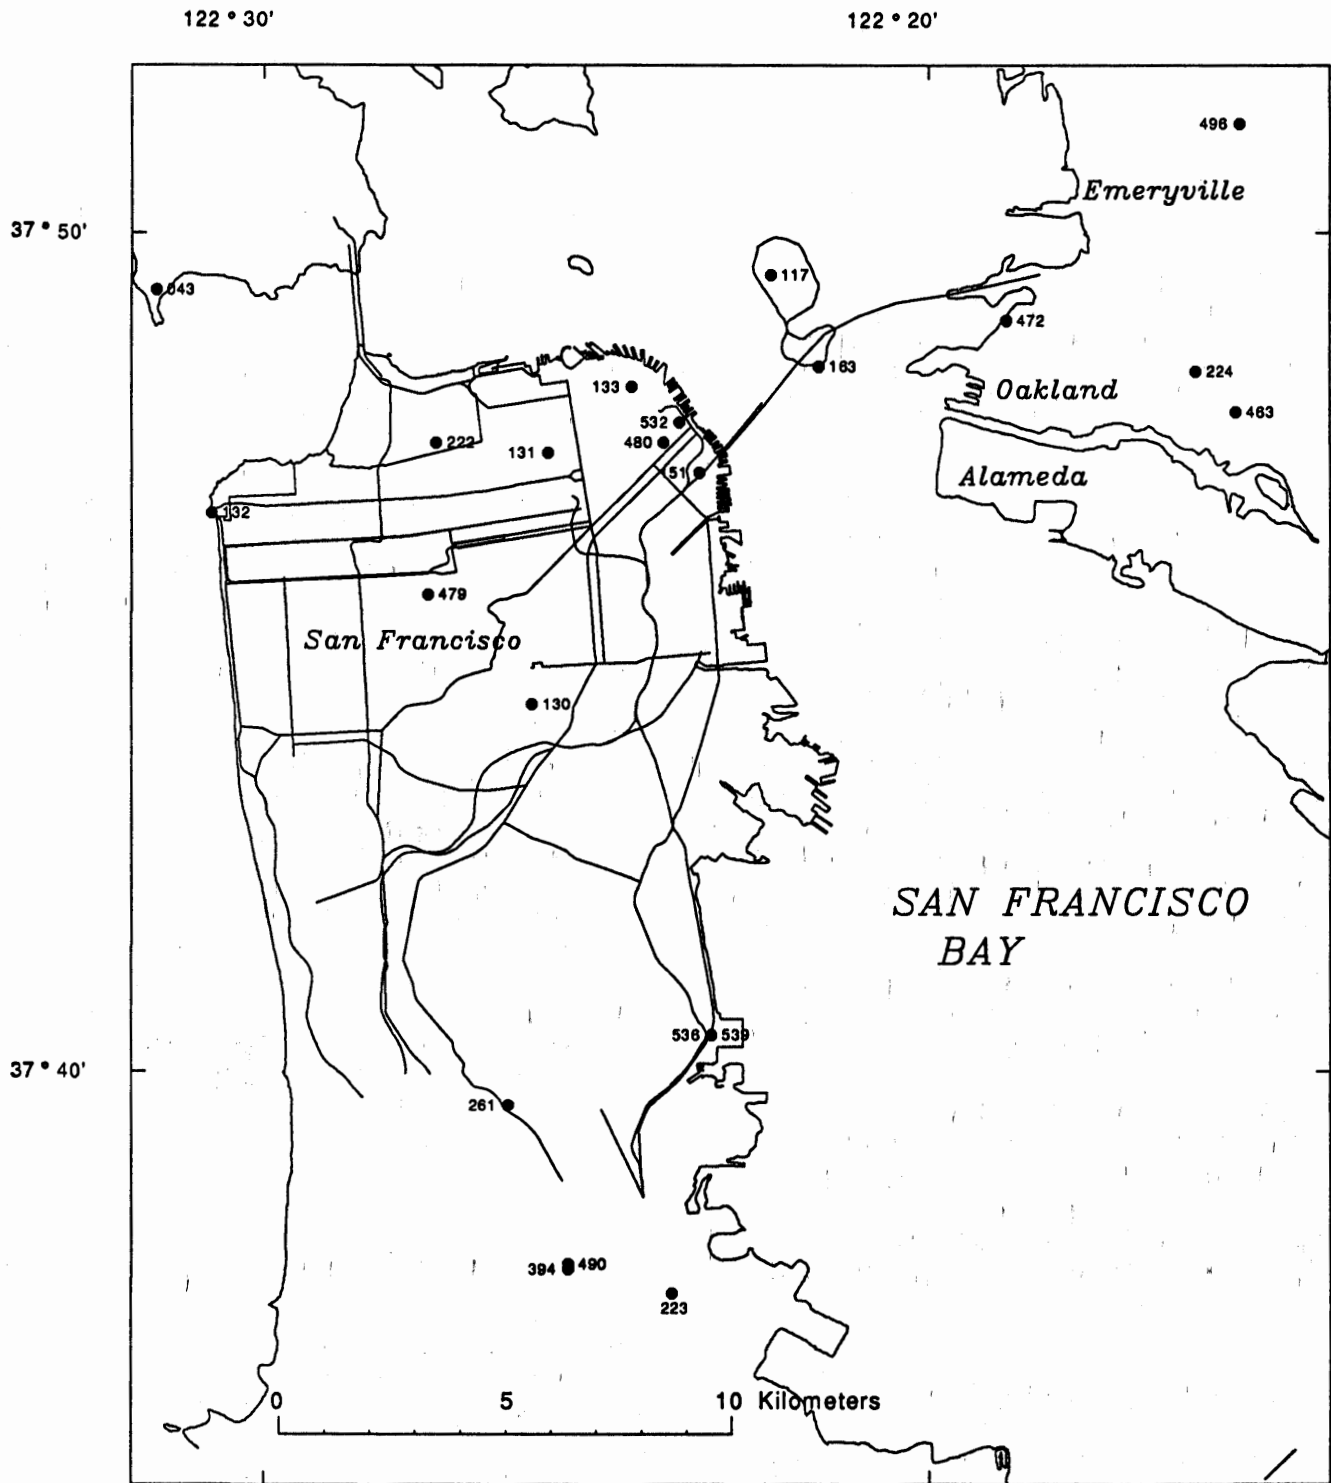 122 ° 30'
122 ° 20'
496
Emeryville
37 ° 50'
117
043
472
163
224
133
Oakland
463
532
222
480
131
51
Alameda
132
479
San Francisco
130
SAN FRANCISCO
BAY
536
539
37 ° 40'
261
490
394
223
0 5 10 Kilometers